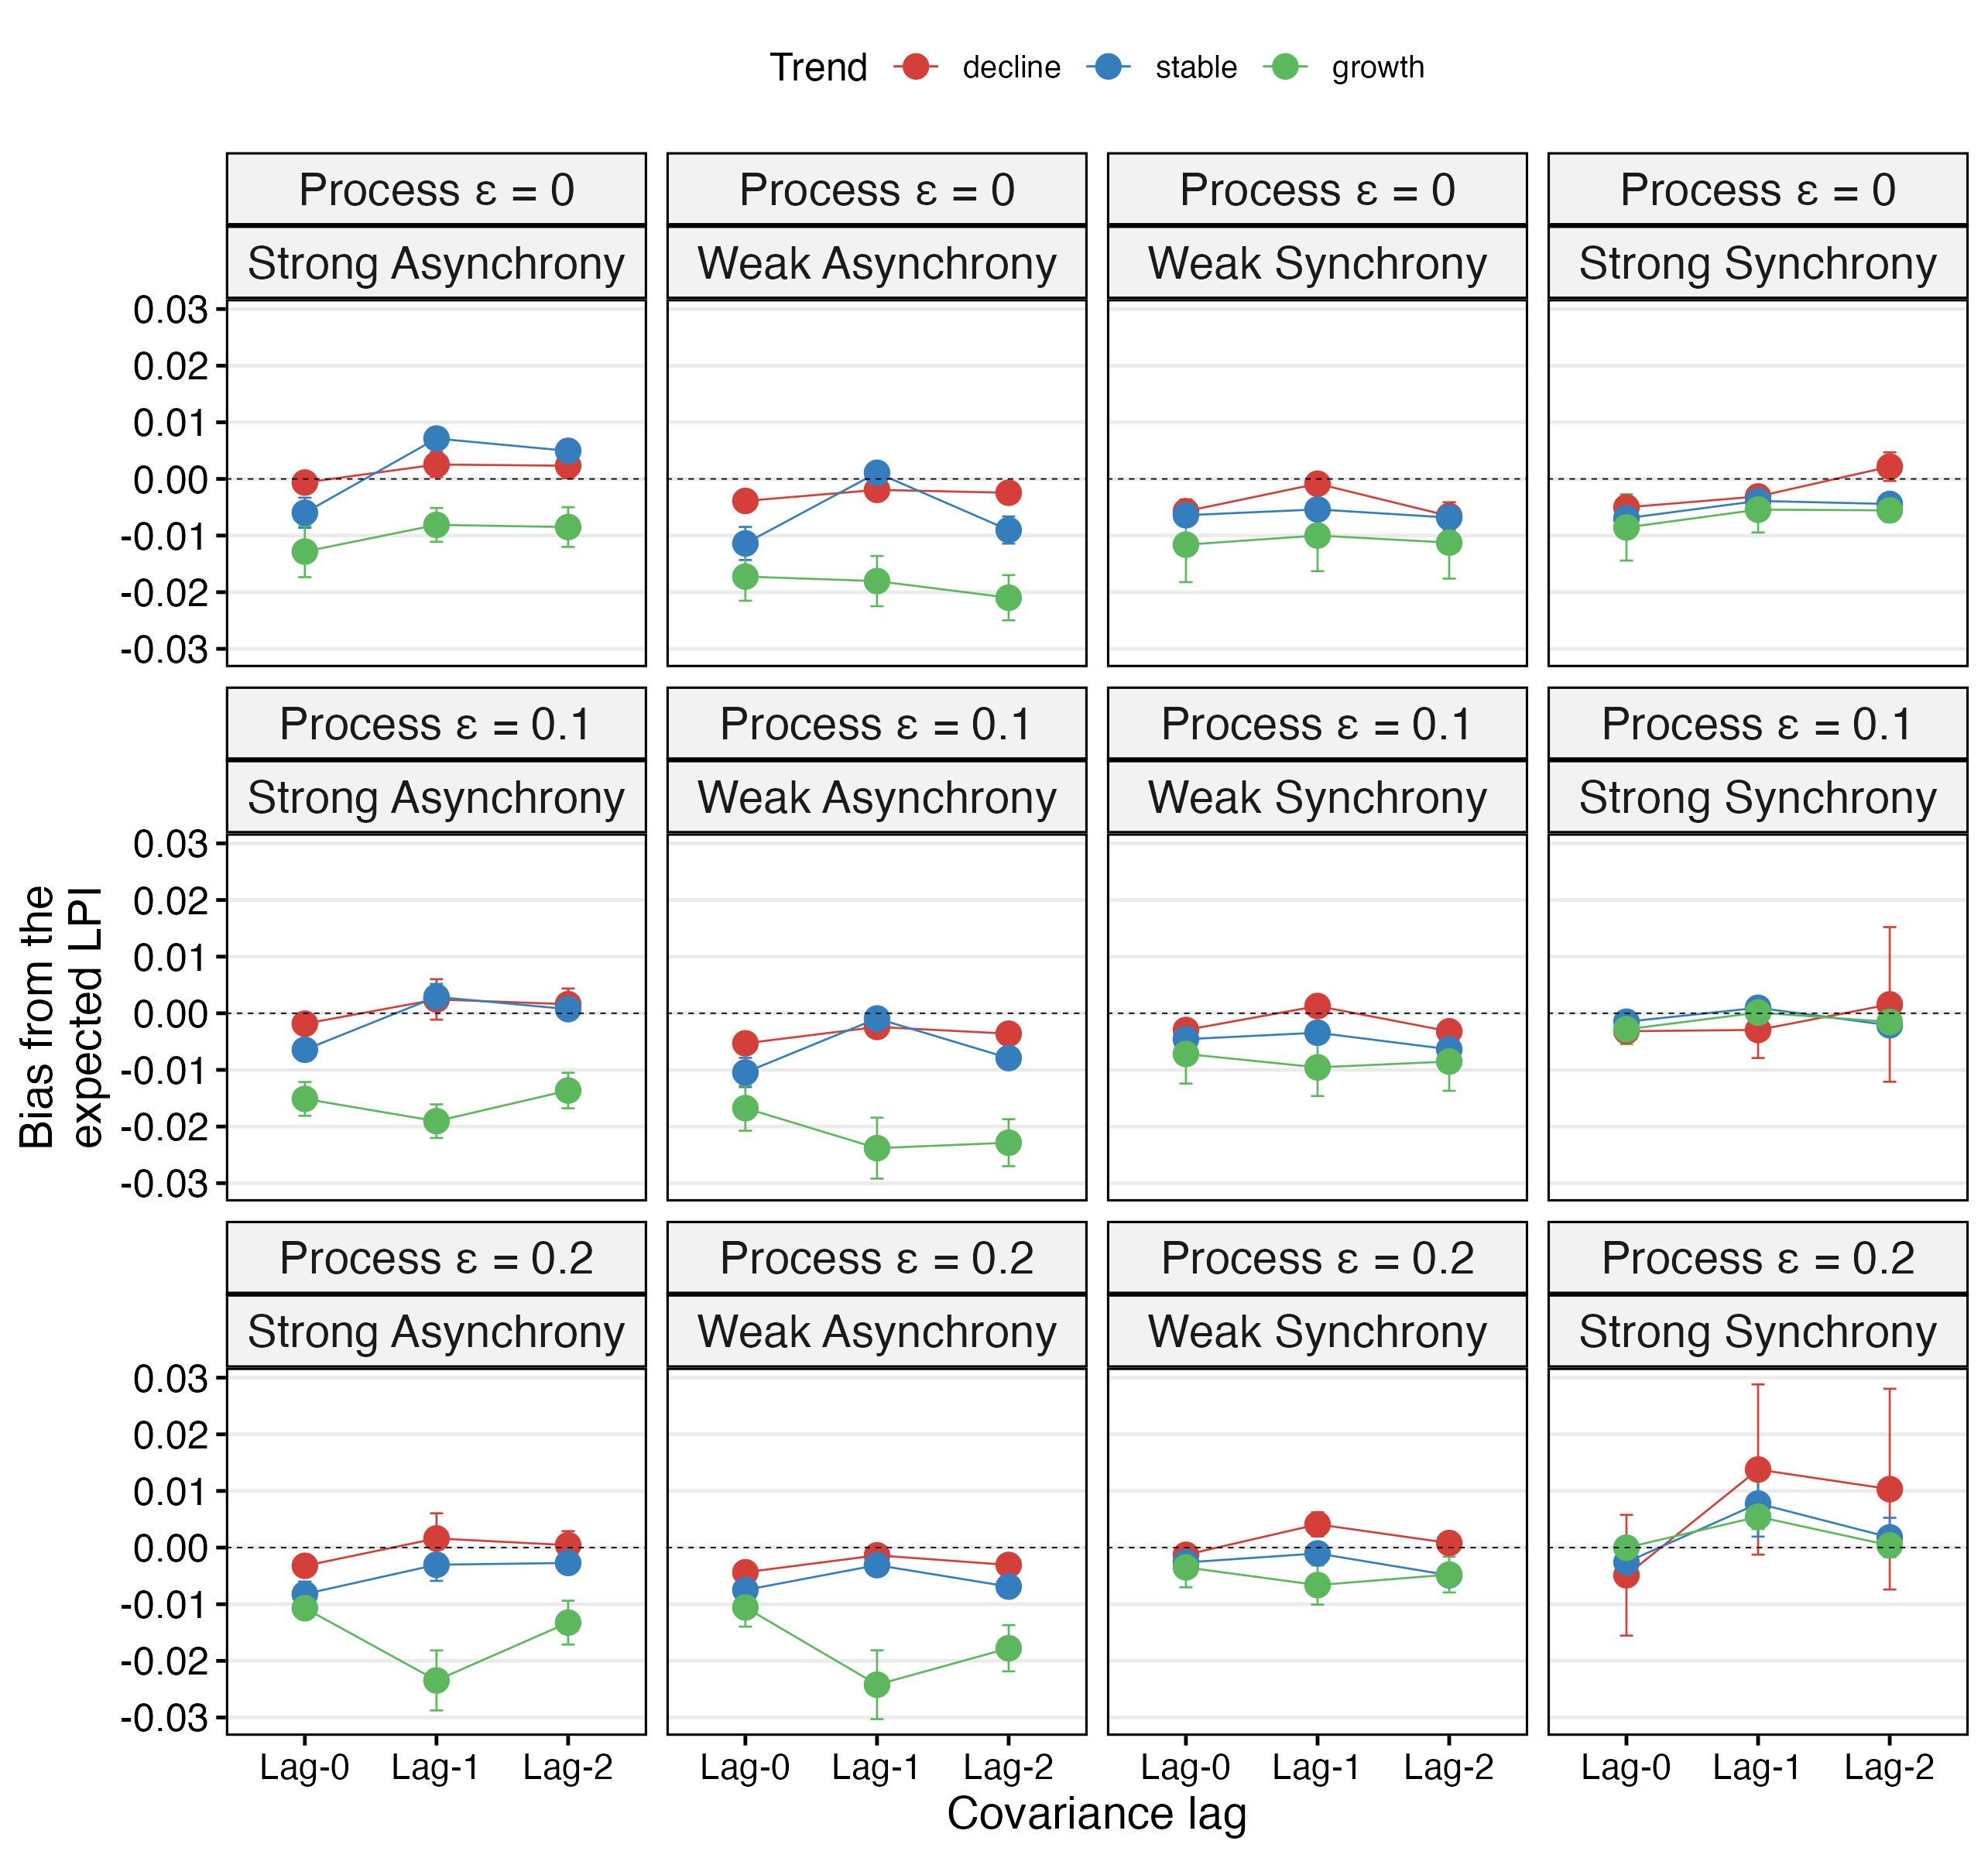 Trend decline stable growth
Process ε = 0 Process ε = 0 Process ε = 0 Process ε = 0
Strong Asynchrony Weak Asynchrony Weak Synchrony Strong Synchrony
0.03
0.02
0.01
0.00
-0.01
-0.02
-0.03
Process ε = 0.1 Process ε = 0.1 Process ε = 0.1 Process ε = 0.1
Strong Asynchrony Weak Asynchrony Weak Synchrony Strong Synchrony
0.03
0.02
0.01
0.00
-0.01
-0.02
-0.03
Bias from the
expected LPI
Process ε = 0.2 Process ε = 0.2 Process ε = 0.2 Process ε = 0.2
Strong Asynchrony Weak Asynchrony Weak Synchrony Strong Synchrony
0.03
0.02
0.01
0.00
-0.01
-0.02
-0.03
Lag-0 Lag-1 Lag-2 Lag-0 Lag-1 Lag-2 Lag-0 Lag-1 Lag-2 Lag-0 Lag-1 Lag-2
Covariance lag